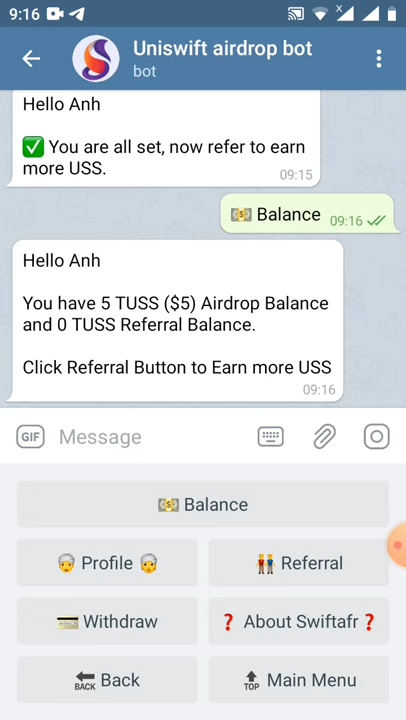 9:16
Uniswift airdrop bot
bot
Hello Anh
✅ You are all set, now refer to earn
more USS.
09:15
💵 Balance 09:16
Hello Anh
You have 5 TUSS ($5) Airdrop Balance
and 0 TUSS Referral Balance.
Click Referral Button to Earn more USS
09:16
GIF Message
💵 Balance
👨‍🦳 Profile 👨‍🦳
👬 Referral
💳 Withdraw
❓ About Swiftafr ❓
🔙 Back
🔝 Main Menu